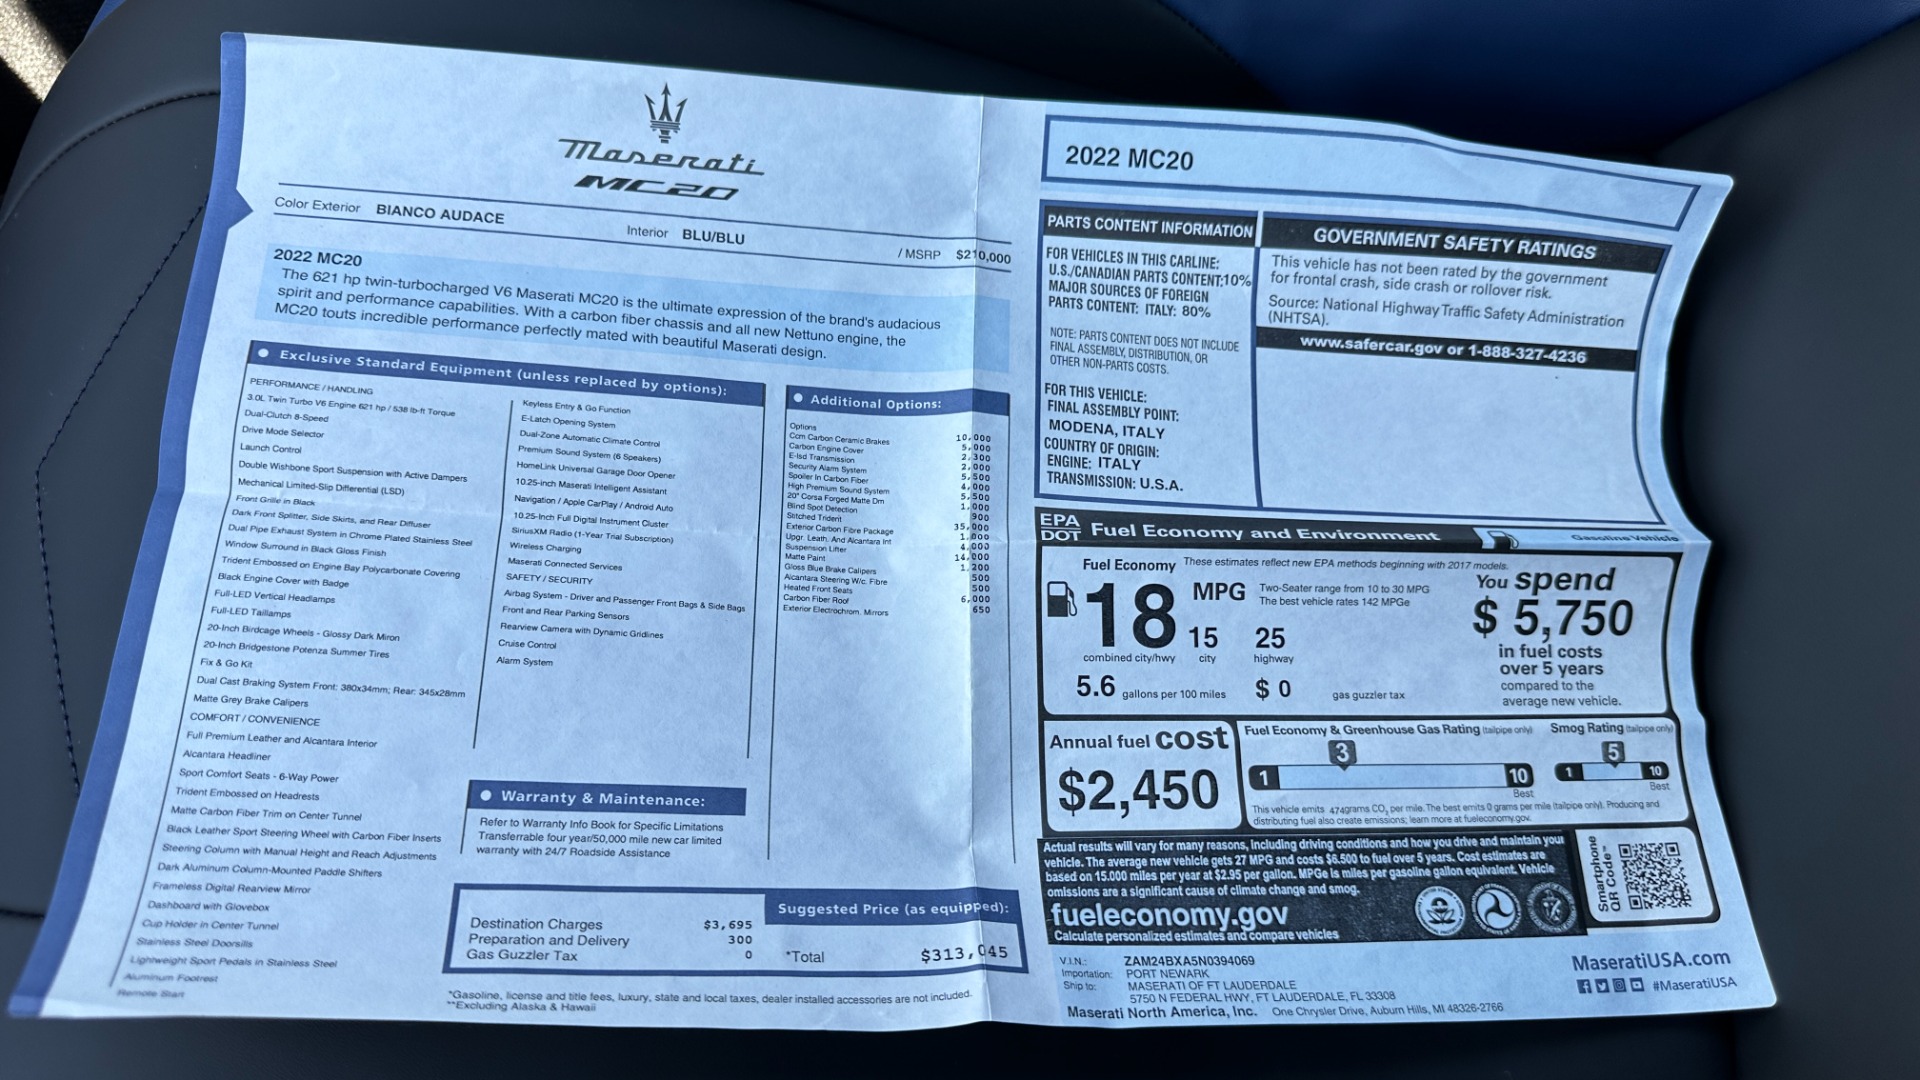 Maserati
MC20
Color Exterior BIANCO AUDACE
Interior BLU/BLU
/ MSRP $210,000
2022 MC20
The 621 hp twin-turbocharged V6 Maserati MC20 is the ultimate expression of the brand's audacious
spirit and performance capabilities. With a carbon fiber chassis and all new Nettuno engine, the
MC20 touts incredible performance perfectly mated with beautiful Maserati design.
Exclusive Standard Equipment (unless replaced by options):
PERFORMANCE / HANDLING
3.0L Twin Turbo V6 Engine 621 hp / 538 lb-ft Torque
Dual-Clutch 8-Speed
Drive Mode Selector
Launch Control
Double Wishbone Sport Suspension with Active Dampers
Mechanical Limited-Slip Differential (LSD)
Front Grille in Black
Dark Front Splitter, Side Skirts, and Rear Diffuser
Dual Pipe Exhaust System in Chrome Plated Stainless Steel
Window Surround in Black Gloss Finish
Trident Embossed on Engine Bay Polycarbonate Covering
Black Engine Cover with Badge
Full-LED Vertical Headlamps
Full-LED Taillamps
20-Inch Birdcage Wheels - Glossy Dark Miron
20-Inch Bridgestone Potenza Summer Tires
Fix & Go Kit
Dual Cast Braking System Front: 380x34mm; Rear: 345x28mm
Matte Grey Brake Calipers
COMFORT / CONVENIENCE
Full Premium Leather and Alcantara Interior
Alcantara Headliner
Sport Comfort Seats - 6-Way Power
Trident Embossed on Headrests
Matte Carbon Fiber Trim on Center Tunnel
Black Leather Sport Steering Wheel with Carbon Fiber Inserts
Steering Column with Manual Height and Reach Adjustments
Dark Aluminum Column-Mounted Paddle Shifters
Frameless Digital Rearview Mirror
Dashboard with Glovebox
Cup Holder in Center Tunnel
Stainless Steel Doorsills
Lightweight Sport Pedals in Stainless Steel
Aluminum Footrest
Remote Start
Keyless Entry & Go Function
E-Latch Opening System
Dual-Zone Automatic Climate Control
Premium Sound System (6 Speakers)
HomeLink Universal Garage Door Opener
10.25-inch Maserati Intelligent Assistant
Navigation / Apple CarPlay / Android Auto
10.25-Inch Full Digital Instrument Cluster
SiriusXM Radio (1-Year Trial Subscription)
Wireless Charging
Maserati Connected Services
SAFETY / SECURITY
Airbag System - Driver and Passenger Front Bags & Side Bags
Front and Rear Parking Sensors
Rearview Camera with Dynamic Gridlines
Cruise Control
Alarm System
Additional Options:
Options
Ccm Carbon Ceramic Brakes 10,000
Carbon Engine Cover 5,000
E-lsd Transmission 2,300
Security Alarm System 2,000
Spoiler In Carbon Fiber 5,500
High Premium Sound System 4,000
20" Corsa Forged Matte Dm 5,500
Blind Spot Detection 1,000
Stitched Trident 900
Exterior Carbon Fibre Package 35,000
Upgr. Leath. And Alcantara Int 1,800
Suspension Lifter 4,000
Matte Paint 14,000
Gloss Blue Brake Calipers 1,200
Alcantara Steering W/c. Fibre 500
Heated Front Seats 500
Carbon Fiber Roof 6,000
Exterior Electrochrom. Mirrors 650
Warranty & Maintenance:
Refer to Warranty Info Book for Specific Limitations
Transferrable four year/50,000 mile new car limited
warranty with 24/7 Roadside Assistance
Suggested Price (as equipped):
Destination Charges $3,695
Preparation and Delivery 300
Gas Guzzler Tax 0
*Total $313,045
*Gasoline, license and title fees, luxury, state and local taxes, dealer installed accessories are not included.
**Excluding Alaska & Hawaii
2022 MC20
PARTS CONTENT INFORMATION
FOR VEHICLES IN THIS CARLINE:
U.S./CANADIAN PARTS CONTENT:10%
MAJOR SOURCES OF FOREIGN
PARTS CONTENT: ITALY: 80%
NOTE: PARTS CONTENT DOES NOT INCLUDE
FINAL ASSEMBLY, DISTRIBUTION, OR
OTHER NON-PARTS COSTS.
FOR THIS VEHICLE:
FINAL ASSEMBLY POINT:
MODENA, ITALY
COUNTRY OF ORIGIN:
ENGINE: ITALY
TRANSMISSION: U.S.A.
GOVERNMENT SAFETY RATINGS
This vehicle has not been rated by the government
for frontal crash, side crash or rollover risk.
Source: National Highway Traffic Safety Administration
(NHTSA).
www.safercar.gov or 1-888-327-4236
EPA
DOT Fuel Economy and Environment
Gasoline Vehicle
Fuel Economy These estimates reflect new EPA methods beginning with 2017 models.
18 MPG
Two-Seater range from 10 to 30 MPG
The best vehicle rates 142 MPGe
15 25
combined city/hwy city highway
5.6 gallons per 100 miles $ 0 gas guzzler tax
You spend
$ 5,750
in fuel costs
over 5 years
compared to the
average new vehicle.
Annual fuel cost
$2,450
Fuel Economy & Greenhouse Gas Rating (tailpipe only)
3
1 10
Best
Smog Rating (tailpipe only)
5
1 10
Best
This vehicle emits 474grams CO2 per mile. The best emits 0 grams per mile (tailpipe only). Producing and
distributing fuel also create emissions; learn more at fueleconomy.gov.
Actual results will vary for many reasons, including driving conditions and how you drive and maintain your
vehicle. The average new vehicle gets 27 MPG and costs $6.500 to fuel over 5 years. Cost estimates are
based on 15.000 miles per year at $2.95 per gallon. MPGe is miles per gasoline gallon equivalent. Vehicle
omissions are a significant cause of climate change and smog.
fueleconomy.gov
Calculate personalized estimates and compare vehicles
Smartphone
QR Code™
V.I.N.: ZAM24BXA5N0394069
Importation: PORT NEWARK
Ship to: MASERATI OF FT LAUDERDALE
5750 N FEDERAL HWY, FT LAUDERDALE, FL 33308
Maserati North America, Inc. One Chrysler Drive, Auburn Hills, MI 48326-2766
MaseratiUSA.com
#MaseratiUSA